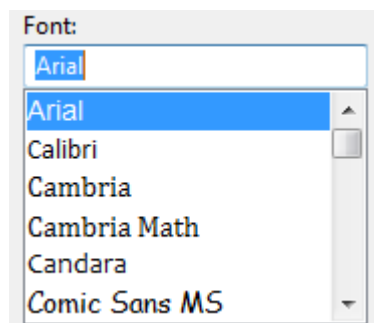 Font:
Arial
Arial
Calibri
Cambria
Cambria Math
Candara
Comic Sans MS